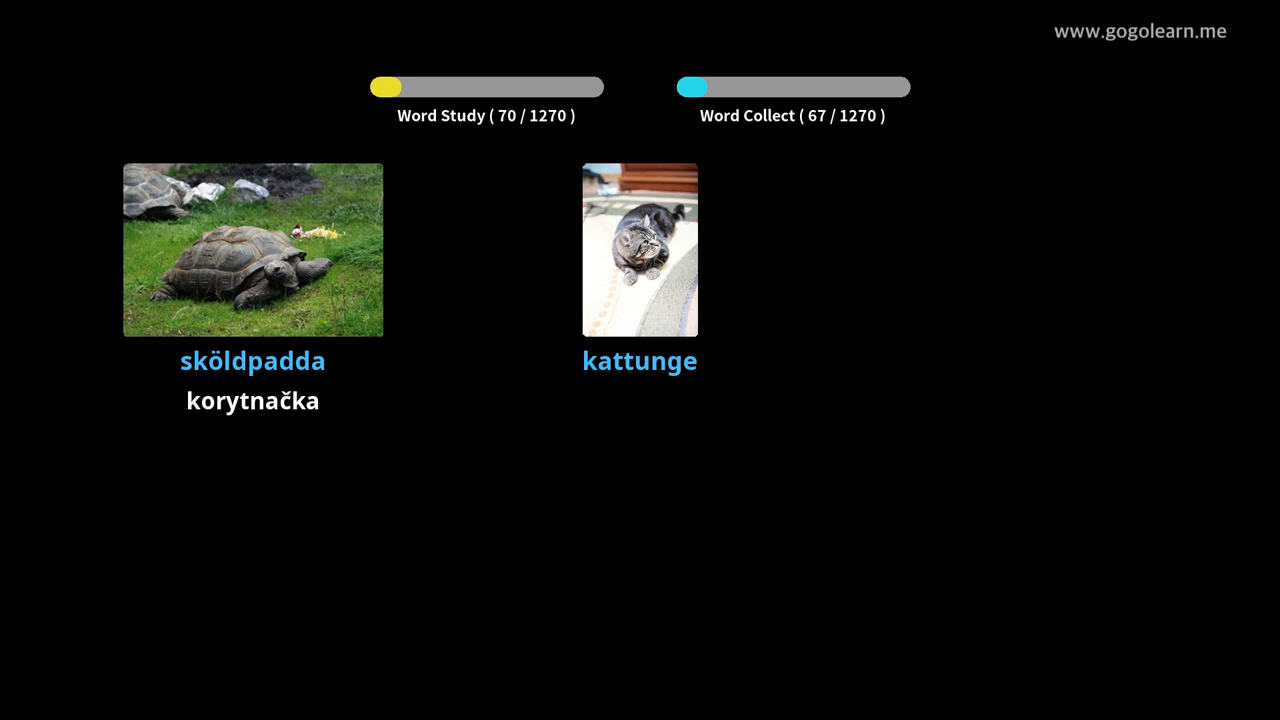 www.gogolearn.me
Word Study ( 70 / 1270 )
Word Collect ( 67 / 1270 )
sköldpadda
kattunge
korytnačka